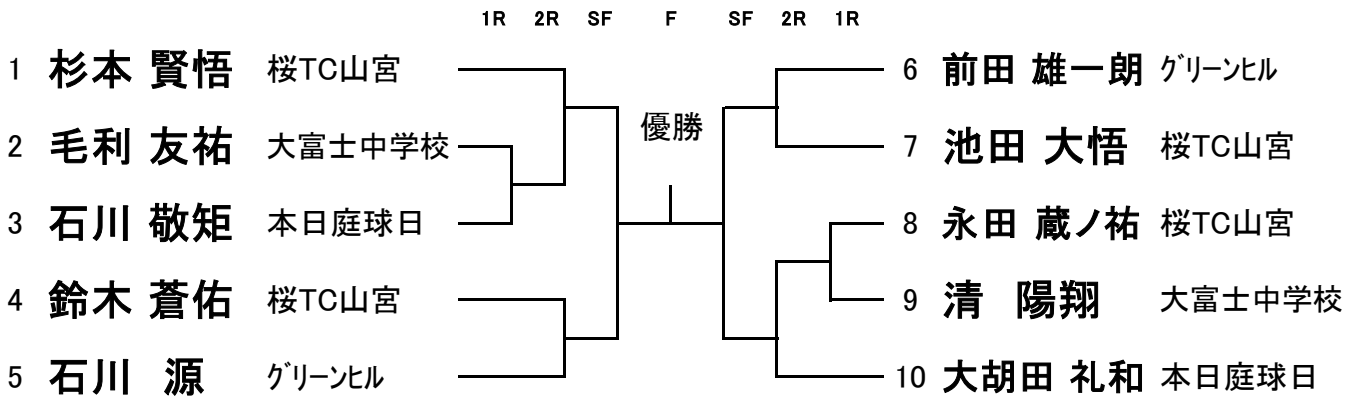 1R 2R SF F SF 2R 1R
1 杉本 賢悟 桜TC山宮
2 毛利 友祐 大富士中学校
3 石川 敬矩 本日庭球日
4 鈴木 蒼佑 桜TC山宮
5 石川 源 グリーンヒル
優勝
6 前田 雄一朗 グリーンヒル
7 池田 大悟 桜TC山宮
8 永田 蔵ノ祐 桜TC山宮
9 清 陽翔 大富士中学校
10 大胡田 礼和 本日庭球日